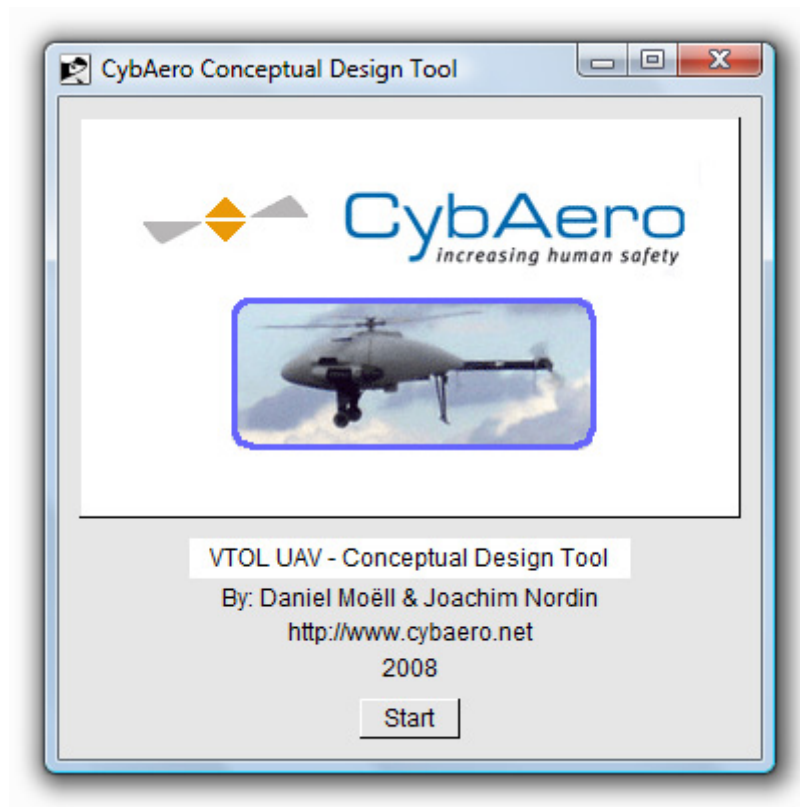 CybAero Conceptual Design Tool
CybAero
increasing human safety
VTOL UAV - Conceptual Design Tool
By: Daniel Moëll & Joachim Nordin
http://www.cybaero.net
2008
Start